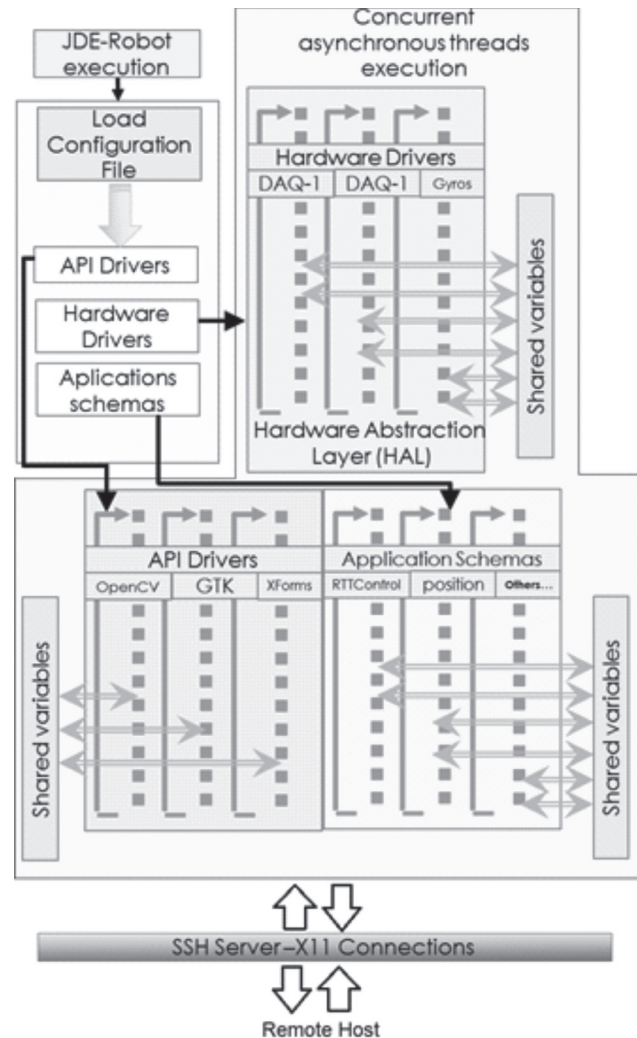 JDE-Robot
execution
Load
Configuration
File
API Drivers
Hardware
Drivers
Aplications
schemas
Concurrent
asynchronous threads
execution
Hardware Drivers
DAQ-1 DAQ-1 Gyros
Shared variables
Hardware Abstraction
Layer (HAL)
API Drivers
OpenCV GTK XForms
Shared variables
Application Schemas
RTTControl position Others...
Shared variables
SSH Server–X11 Connections
Remote Host